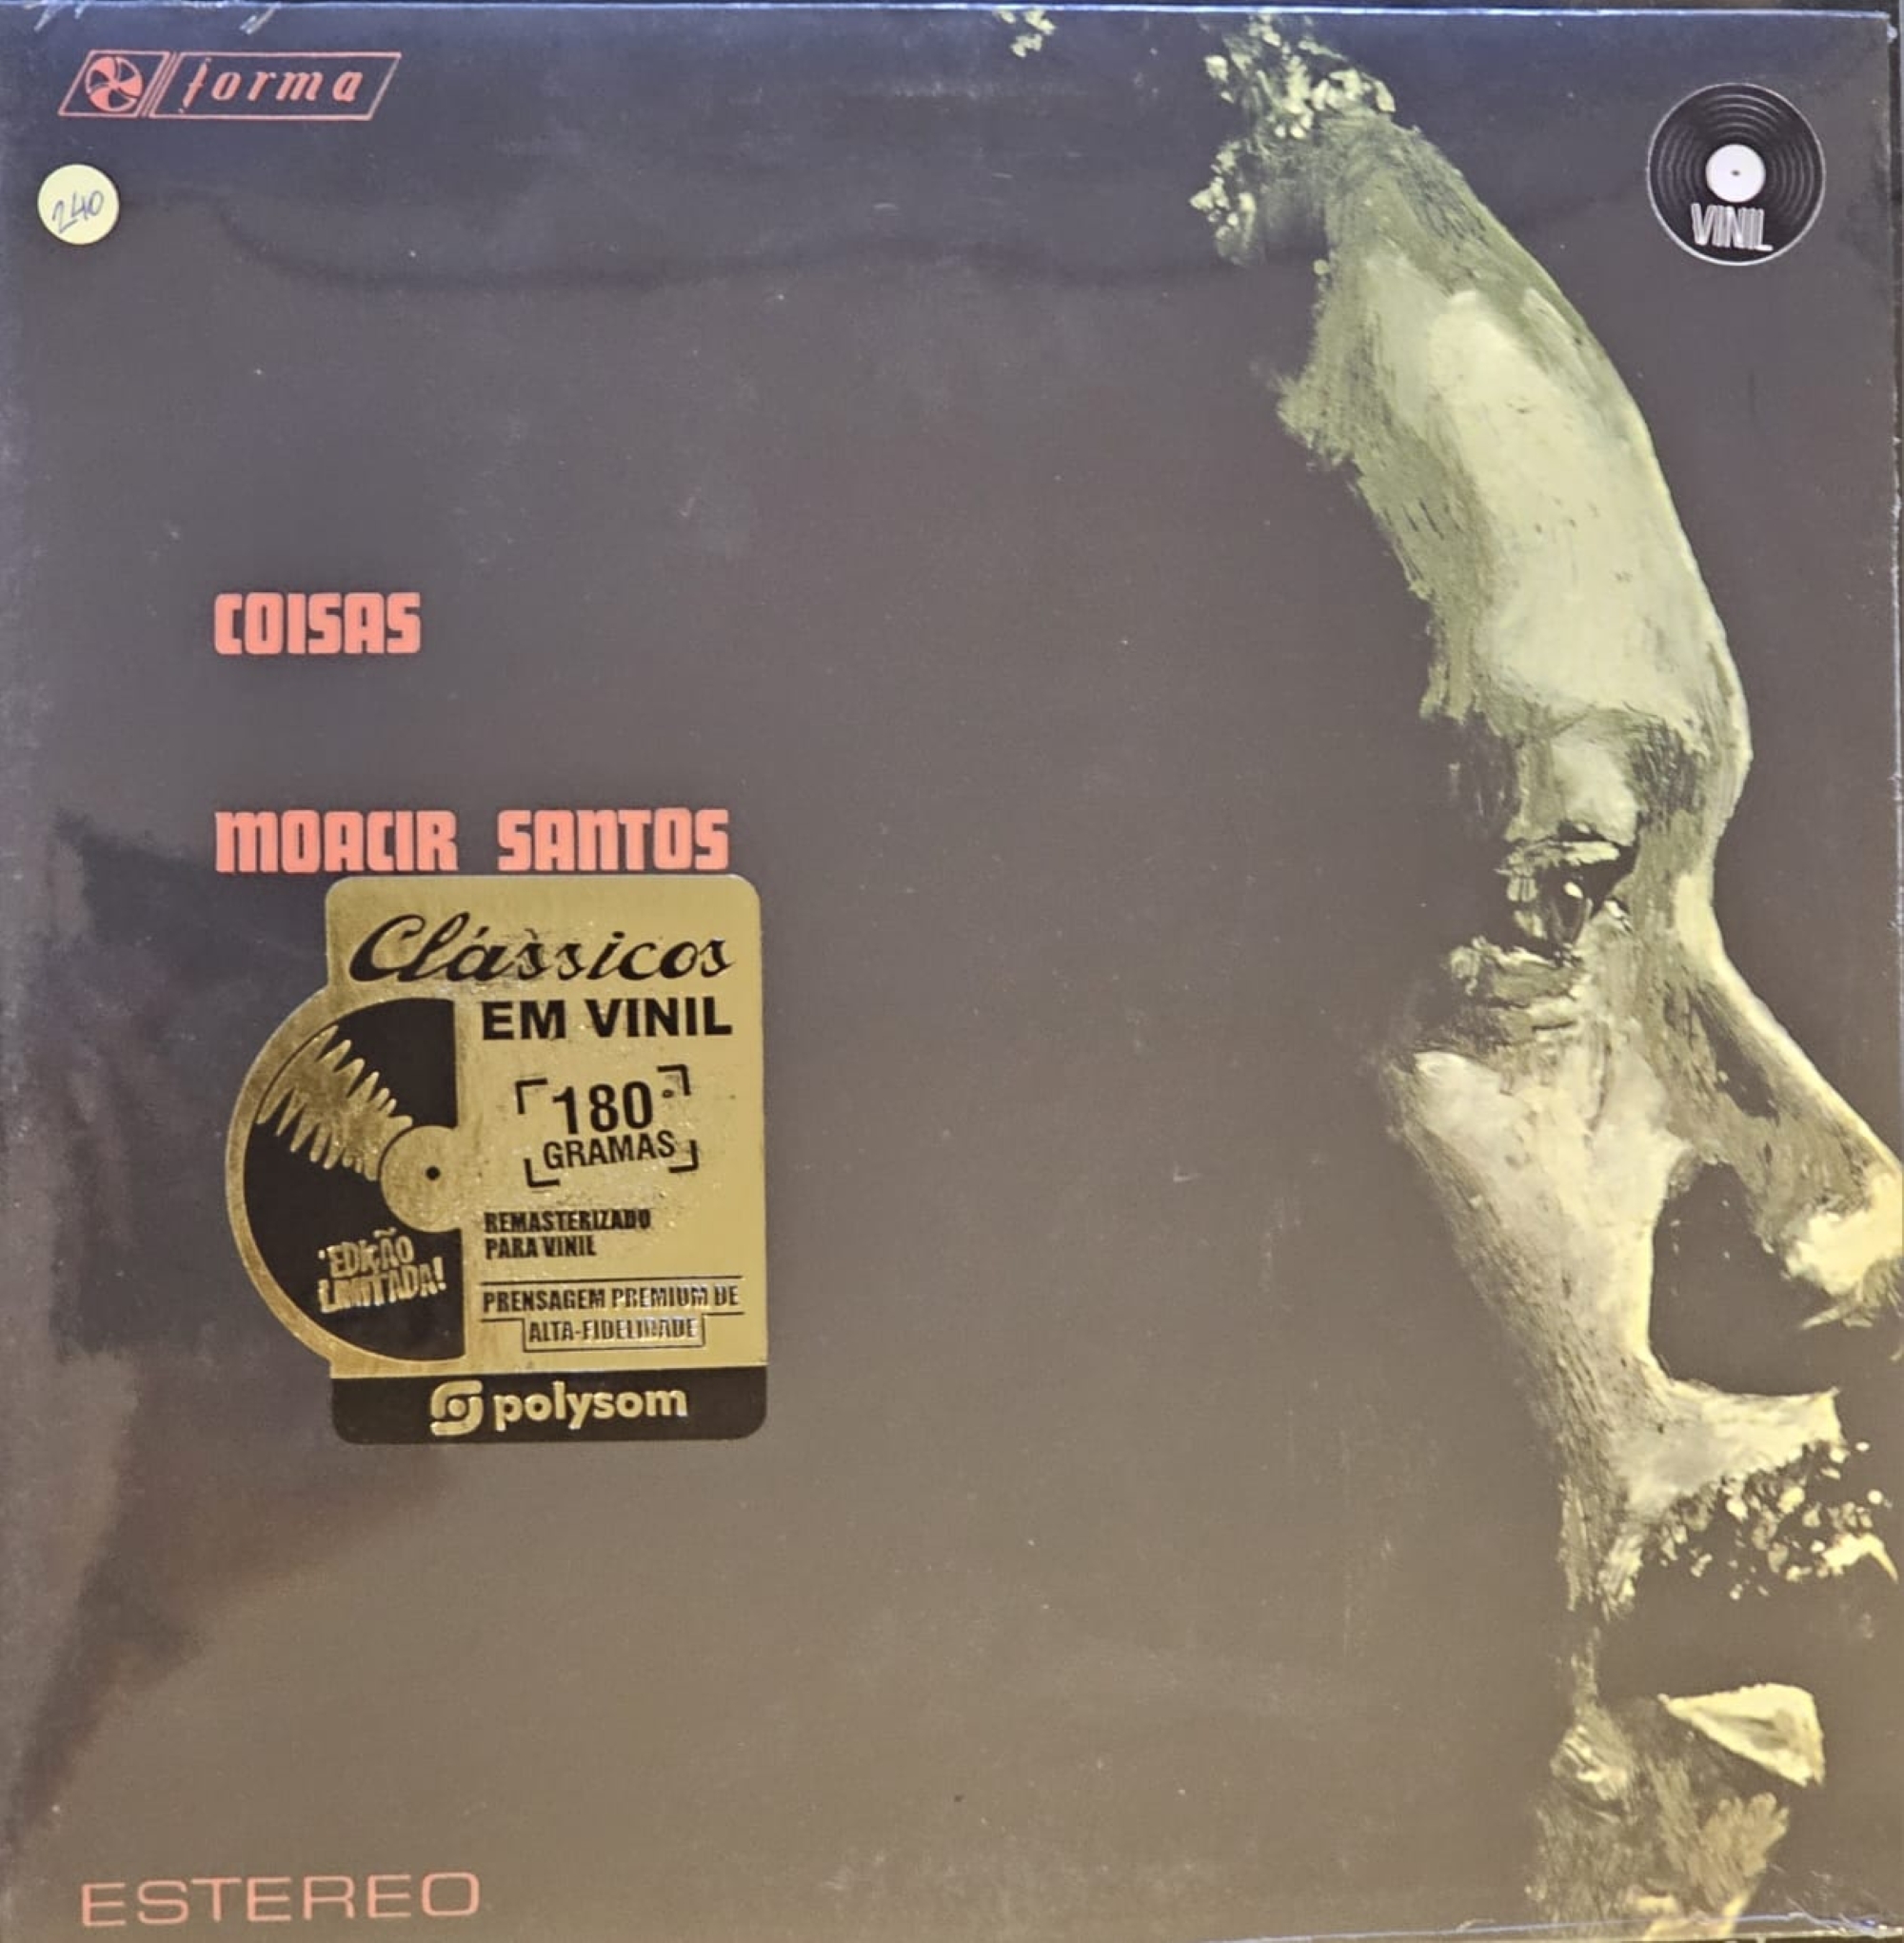 forma
240
VINIL
COISAS
MOACIR SANTOS
Clássicos
EM VINIL
180
GRAMAS
REMASTERIZADO
PARA VINIL
EDIÇÃO
LIMITADA!
PRENSAGEM PREMIUM DE
ALTA-FIDELIDADE
polysom
ESTEREO